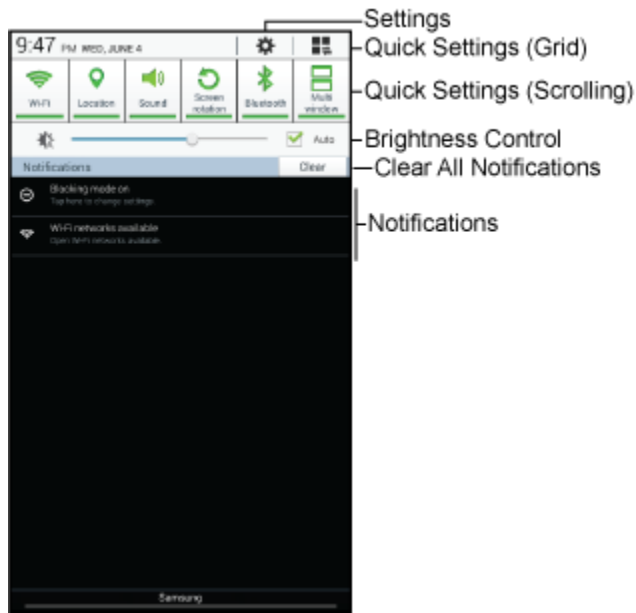 Settings
9:47 PM WED, JUNE 4
Quick Settings (Grid)
Wi-Fi
Location
Sound
Screen rotation
Bluetooth
Multi window
Quick Settings (Scrolling)
Auto
Brightness Control
Notifications
Clear
Clear All Notifications
Blocking mode on
Tap here to change settings.
Notifications
Wi-Fi networks available
Open Wi-Fi networks available.
Samsung